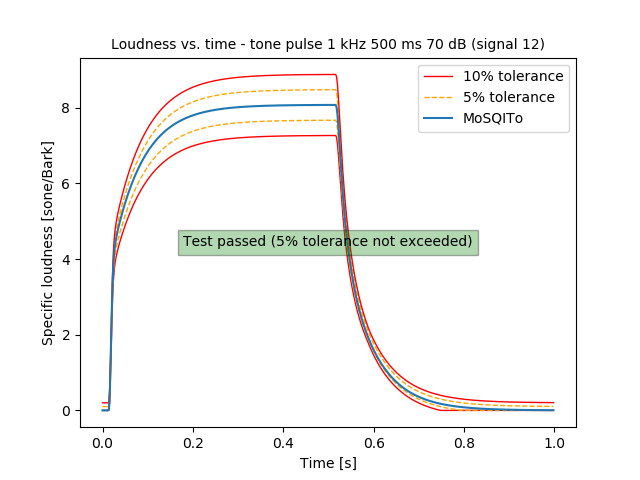 Loudness vs. time - tone pulse 1 kHz 500 ms 70 dB (signal 12)
10% tolerance
5% tolerance
MoSQITo
Specific loudness [sone/Bark]
8
6
4
2
0
Test passed (5% tolerance not exceeded)
0.0 0.2 0.4 0.6 0.8 1.0
Time [s]